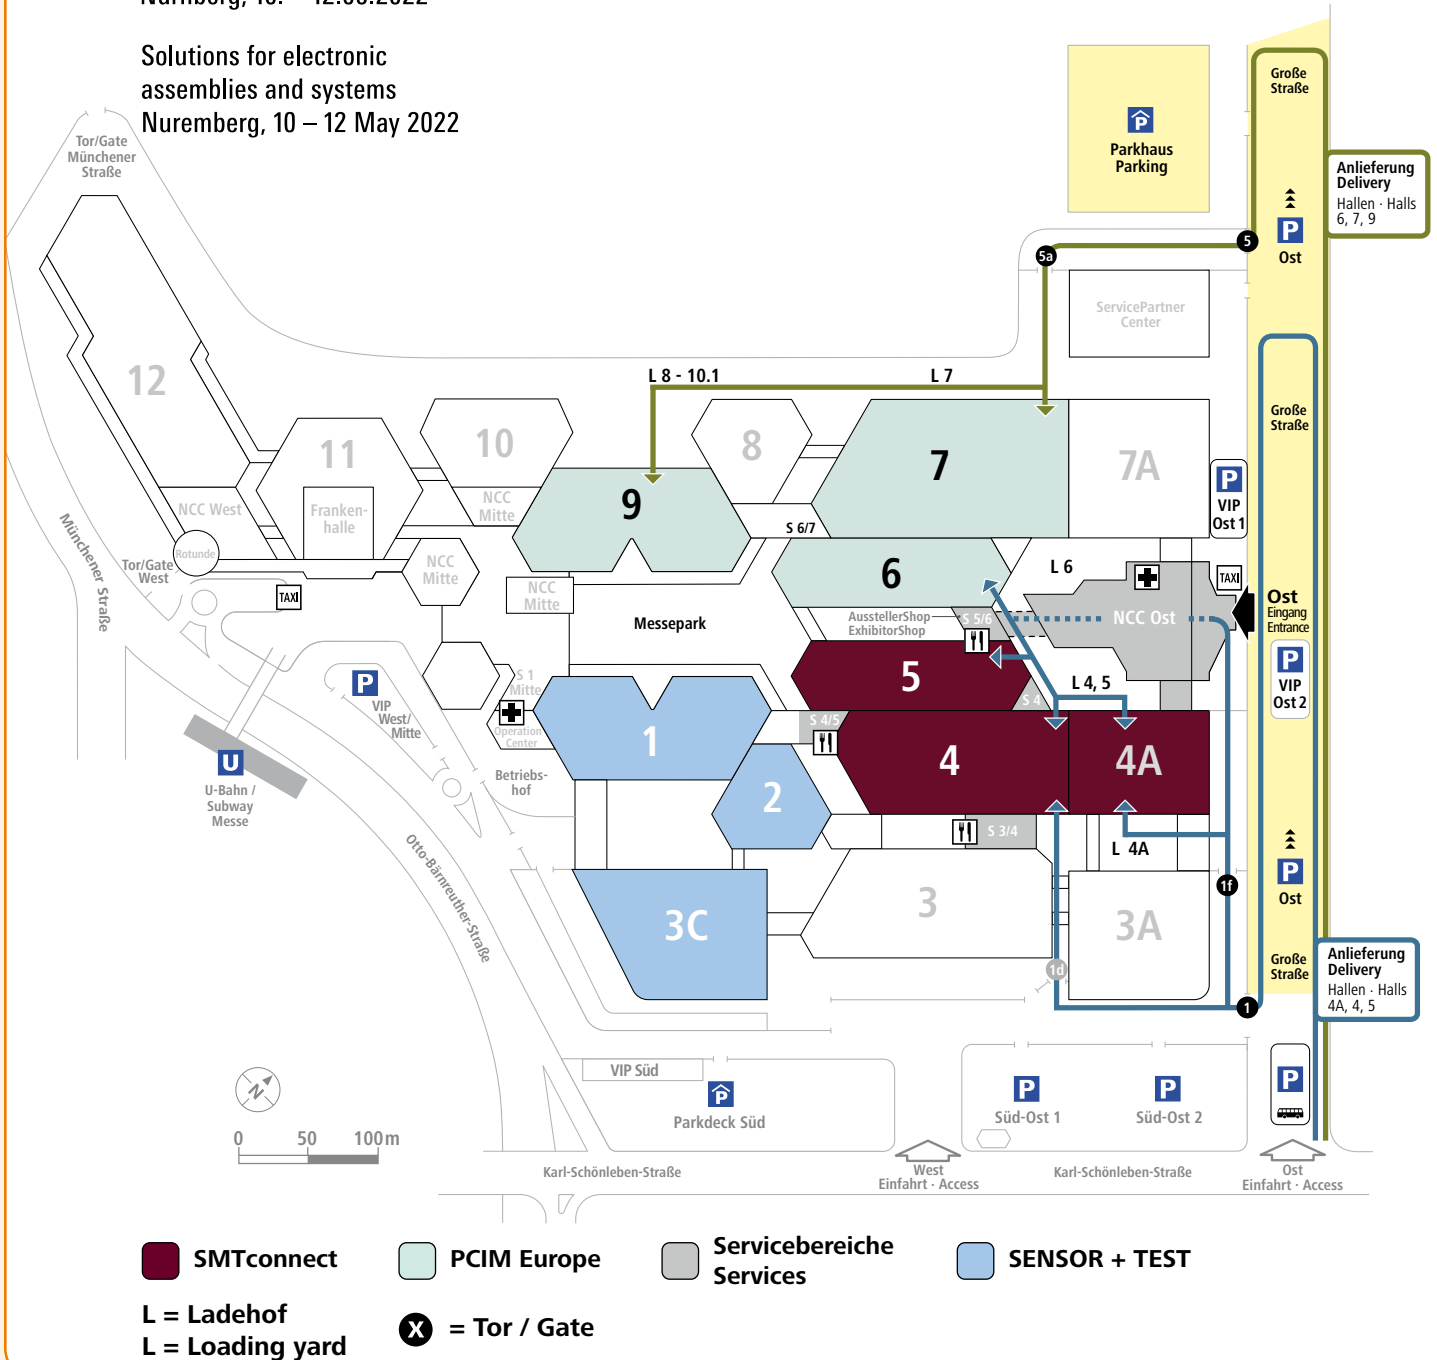 Solutions for electronic
assemblies and systems
Nuremberg, 10 – 12 May 2022
Tor/Gate
Münchener
Straße
P
Parkhaus
Parking
Große
Straße
Anlieferung
Delivery
Hallen · Halls
6, 7, 9
P
Ost
5
5a
ServicePartner
Center
12
L 8 - 10.1
L 7
Große
Straße
11
10
8
7
7A
9
NCC West
Franken-
halle
NCC
Mitte
P
VIP
Ost 1
S 6/7
Rotunde
Münchener Straße
Tor/Gate
West
TAXI
NCC
Mitte
NCC
Mitte
6
L 6
TAXI
Ost
Eingang
Entrance
Messepark
AusstellerShop
ExhibitorShop
S 5/6
NCC Ost
P
VIP
Ost 2
5
L 4, 5
S 4
P
VIP
West/
Mitte
S 1
Mitte
Operation
Center
S 4/5
1
4
4A
U
U-Bahn /
Subway
Messe
Betriebs-
hof
2
S 3/4
L 4A
P
Ost
1f
Otto-Bärnreuther-Straße
3C
3
3A
1d
Große
Straße
Anlieferung
Delivery
Hallen · Halls
4A, 4, 5
1
VIP Süd
P
Parkdeck Süd
P
Süd-Ost 1
P
Süd-Ost 2
P
N
0 50 100 m
Karl-Schönleben-Straße
West
Einfahrt · Access
Karl-Schönleben-Straße
Ost
Einfahrt · Access
SMTconnect
PCIM Europe
Servicebereiche
Services
SENSOR + TEST
L = Ladehof
L = Loading yard
X = Tor / Gate